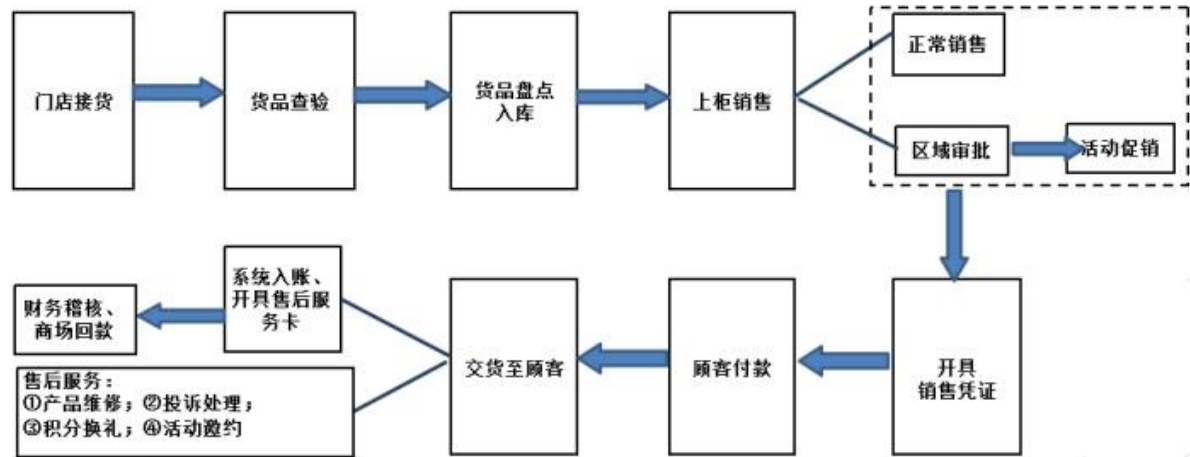 门店接货
货品查验
货品盘点
入库
上柜销售
正常销售
区域审批
活动促销
开具
销售凭证
顾客付款
交货至顾客
系统入账、
开具售后服
务卡
财务稽核、
商场回款
售后服务：
①产品维修；②投诉处理；
③积分换礼；④活动邀约